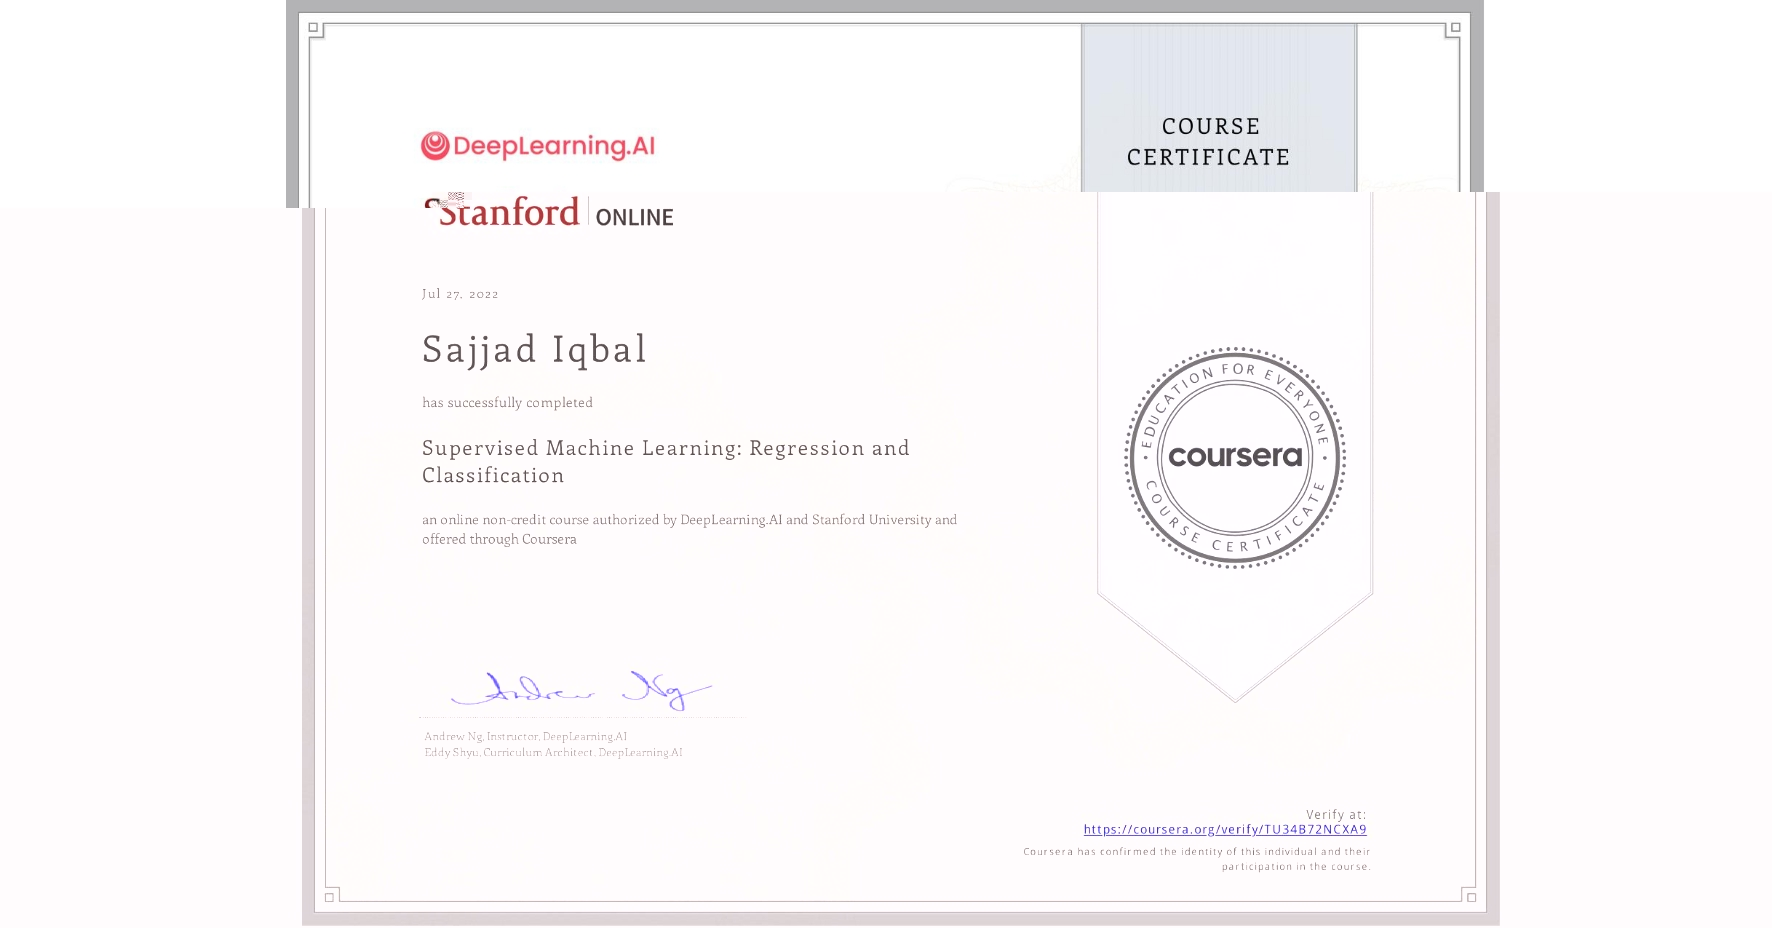 DeepLearning.AI
COURSE
CERTIFICATE
Stanford | ONLINE
Jul 27, 2022
Sajjad Iqbal
has successfully completed
Supervised Machine Learning: Regression and
Classification
an online non-credit course authorized by DeepLearning.AI and Stanford University and
offered through Coursera
EDUCATION FOR EVERYONE
coursera
COURSE CERTIFICATE
Andrew Ng
Andrew Ng, Instructor, DeepLearning.AI
Eddy Shyu, Curriculum Architect, DeepLearning.AI
Verify at:
https://coursera.org/verify/TU34B72NCXA9
Coursera has confirmed the identity of this individual and their
participation in the course.